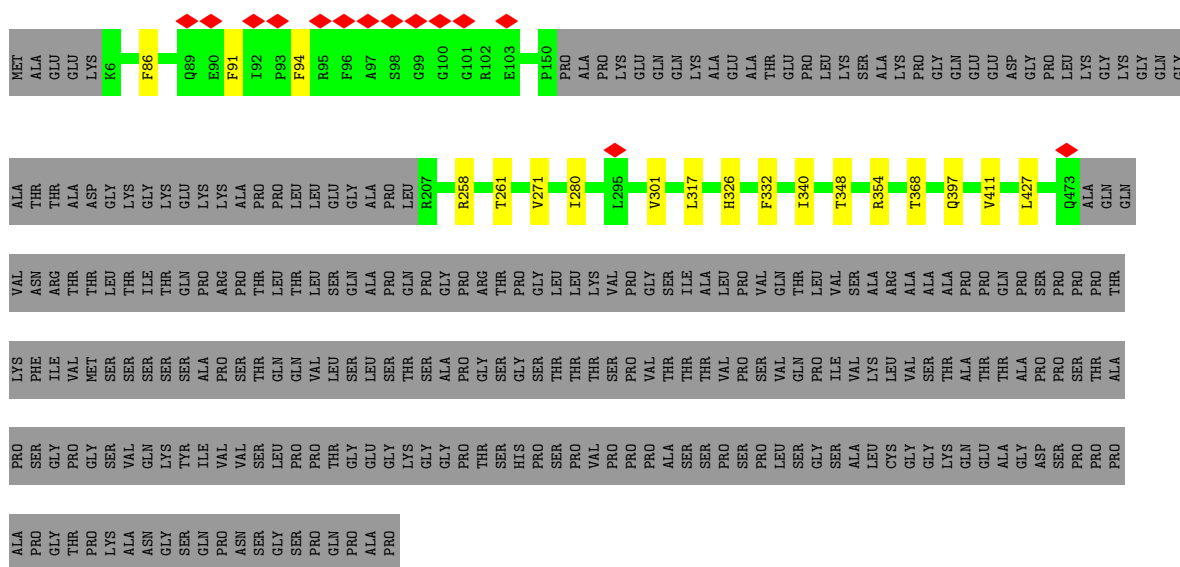 MET ALA GLU GLU LYS K6 F86 Q89 E90 F91 I92 P93 F94 R95 F96 A97 S98 G99 G100 G101 R102 E103 P150 PRO ALA PRO LYS GLU GLN GLN LYS ALA GLU ALA THR GLU PRO LEU LYS SER ALA LYS PRO GLY GLN GLU GLU ASP GLY PRO LEU LYS GLY LYS GLY GLN GLY
ALA THR THR ALA ASP GLY LYS GLY LYS GLU LYS LYS ALA PRO PRO LEU LEU GLU GLY ALA PRO LEU R207 R258 T261 V271 I280 L295 V301 L317 H326 F332 I340 T348 R354 T368 Q397 V411 L427 Q473 ALA GLN GLN
VAL ASN ARG THR THR LEU THR ILE THR GLN PRO ARG PRO THR LEU THR LEU SER GLN ALA PRO GLN PRO GLY PRO ARG THR PRO GLY LEU LEU LYS VAL PRO GLY SER ILE ALA LEU PRO VAL GLN THR LEU VAL SER ALA ARG ALA ALA ALA PRO PRO GLN PRO SER PRO PRO PRO THR
LYS PHE ILE VAL MET SER SER SER SER SER ALA PRO SER THR GLN GLN VAL LEU SER LEU SER THR SER ALA PRO GLY SER GLY SER THR THR THR SER PRO VAL THR THR THR VAL PRO SER VAL GLN PRO ILE VAL LYS LEU VAL SER THR ALA THR THR ALA PRO PRO SER THR ALA
PRO SER GLY PRO GLY SER VAL GLN LYS TYR ILE VAL VAL SER LEU PRO PRO THR GLY GLU GLY LYS GLY GLY PRO THR SER HIS PRO SER PRO VAL PRO PRO PRO ALA SER SER PRO SER PRO LEU SER GLY SER ALA LEU CYS GLY GLY LYS GLN GLU ALA GLY ASP SER PRO PRO PRO
ALA PRO GLY THR PRO LYS ALA ASN GLY SER GLN PRO ASN SER GLY SER PRO GLN PRO ALA PRO